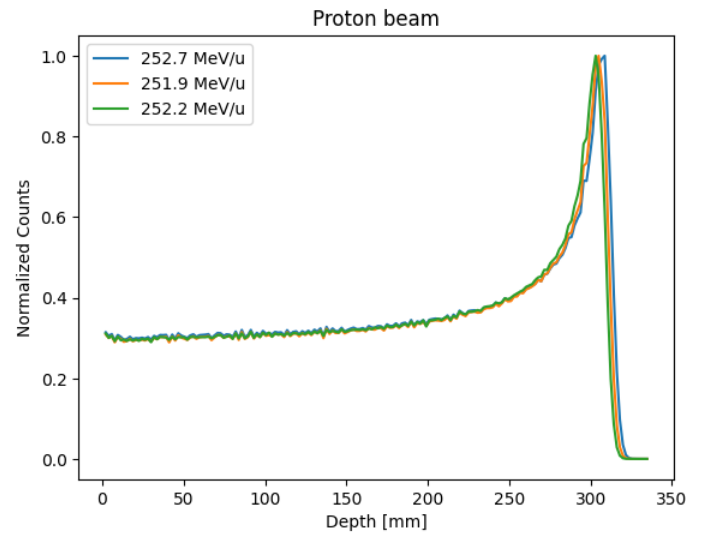 Proton beam
252.7 MeV/u
251.9 MeV/u
252.2 MeV/u
1.0
0.8
0.6
0.4
0.2
0.0
Normalized Counts
0 50 100 150 200 250 300 350
Depth [mm]